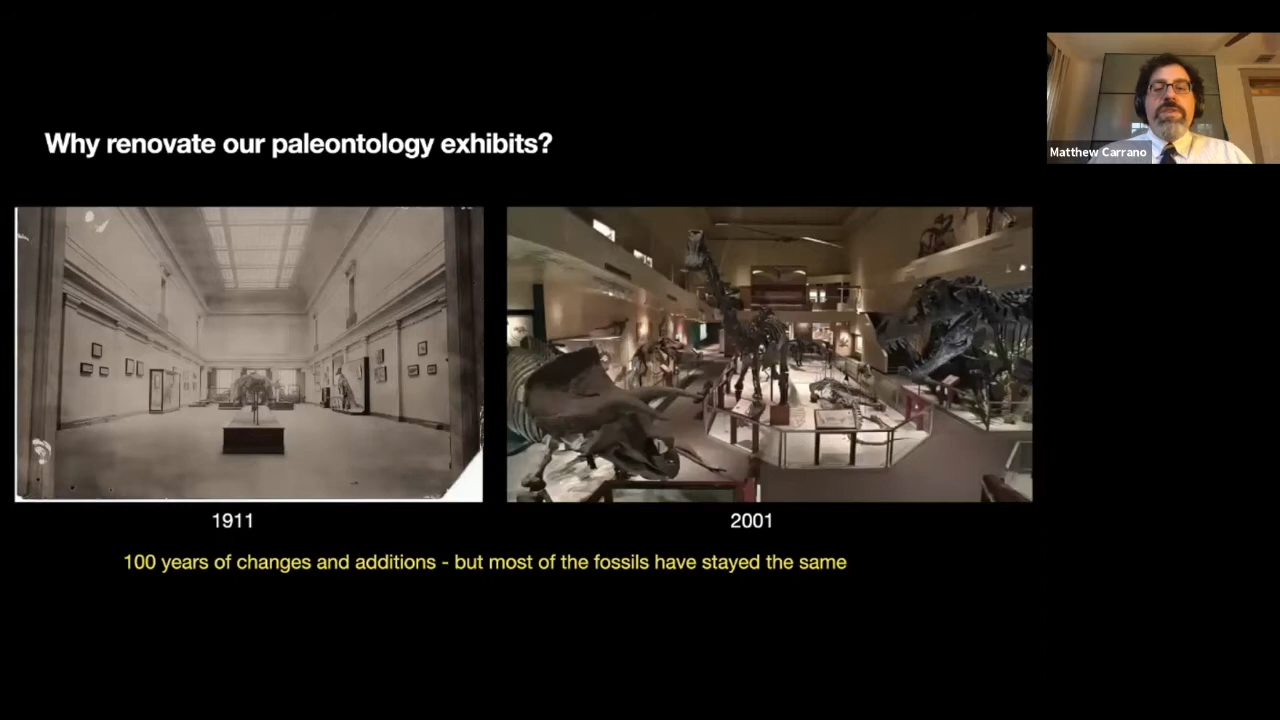 Why renovate our paleontology exhibits?
Matthew Carrano
1911
2001
100 years of changes and additions - but most of the fossils have stayed the same